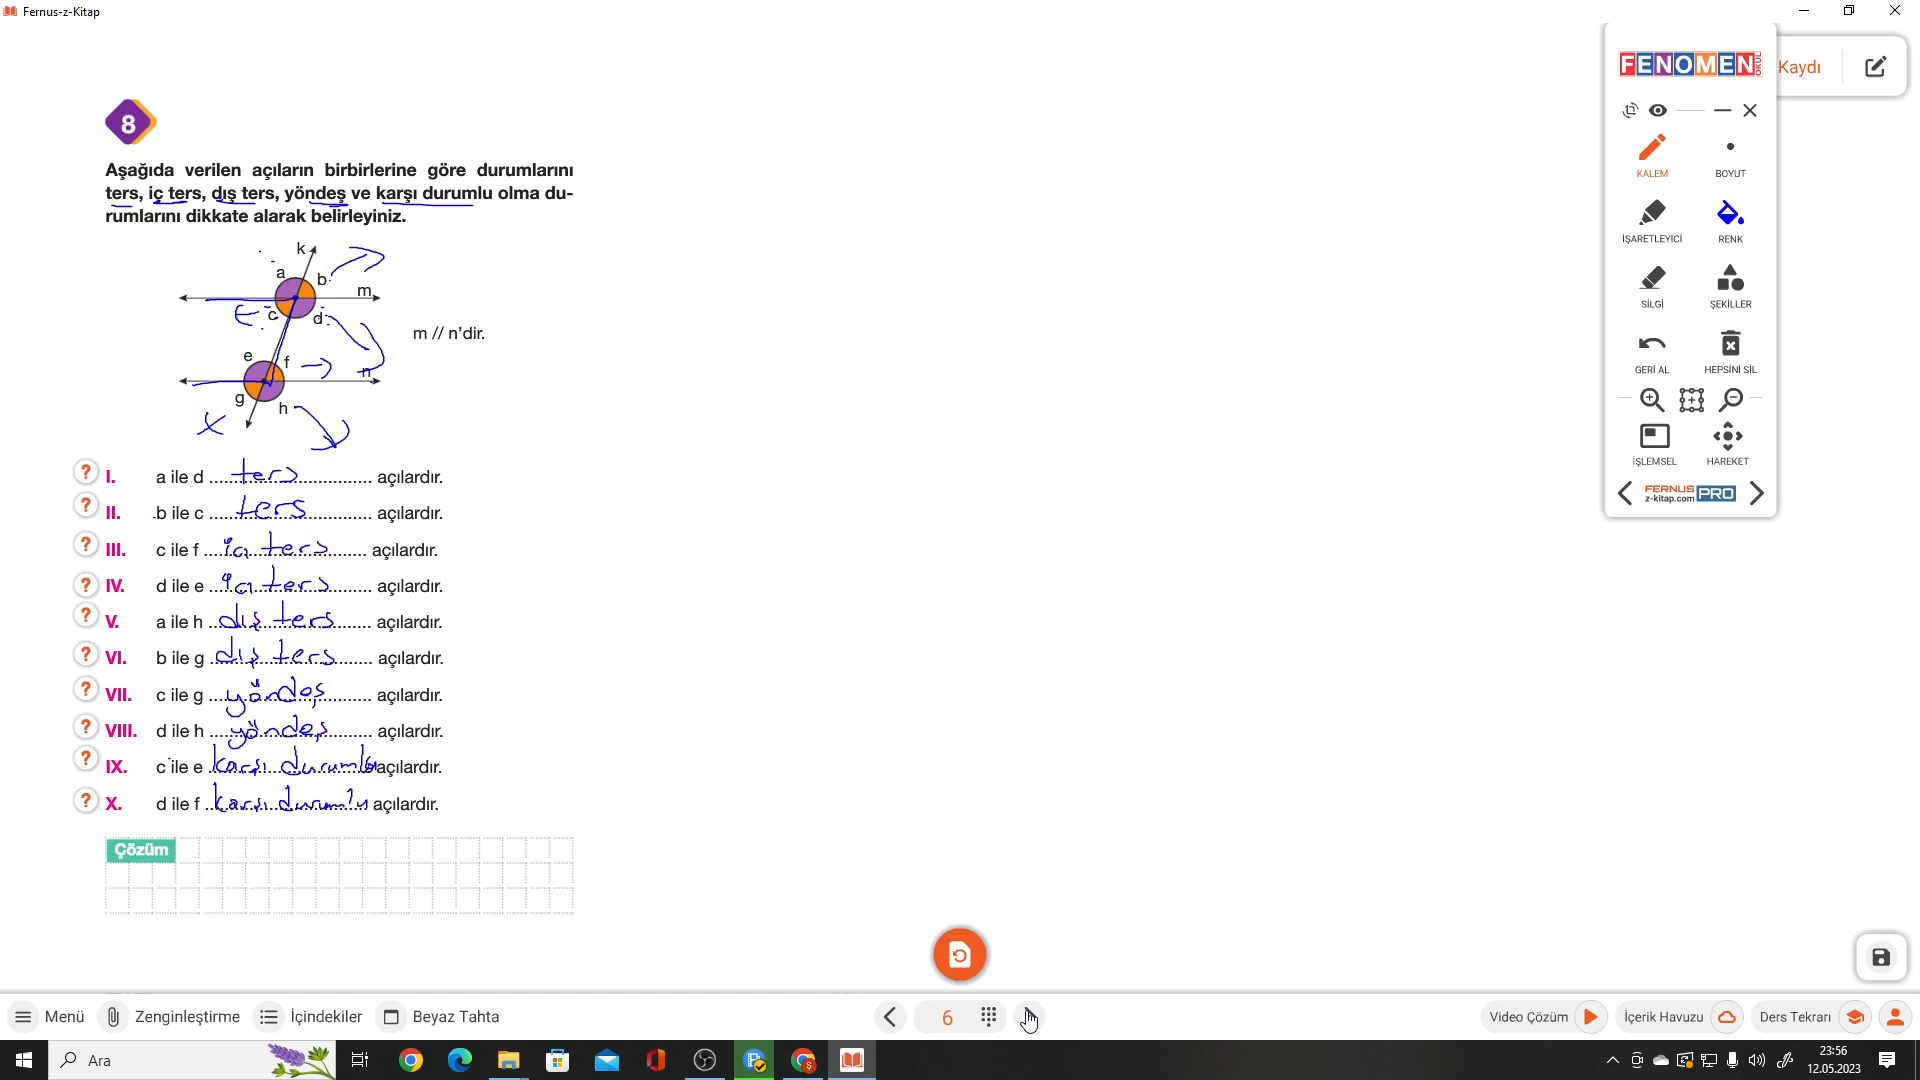 Fernus-z-Kitap
FENOMEN OKUL
Kaydı
8
Aşağıda verilen açıların birbirlerine göre durumlarını
ters, iç ters, dış ters, yöndeş ve karşı durumlu olma du-
rumlarını dikkate alarak belirleyiniz.
k
a
b
m
c
d
m // n'dir.
e
f
n
g
h
I. a ile d ters açılardır.
II. b ile c ters açılardır.
III. c ile f iç ters açılardır.
IV. d ile e iç ters açılardır.
V. a ile h dış ters açılardır.
VI. b ile g dış ters açılardır.
VII. c ile g yöndeş açılardır.
VIII. d ile h yöndeş açılardır.
IX. c ile e karşı durumlu açılardır.
X. d ile f karşı durumlu açılardır.
Çözüm
KALEM
BOYUT
İŞARETLEYİCİ
RENK
SİLGİ
ŞEKİLLER
GERİ AL
HEPSİNİ SİL
İŞLEMSEL
HAREKET
FERNUS
z-kitap.com PRO
Menü
Zenginleştirme
İçindekiler
Beyaz Tahta
6
Video Çözüm
İçerik Havuzu
Ders Tekrarı
Ara
23:56
12.05.2023